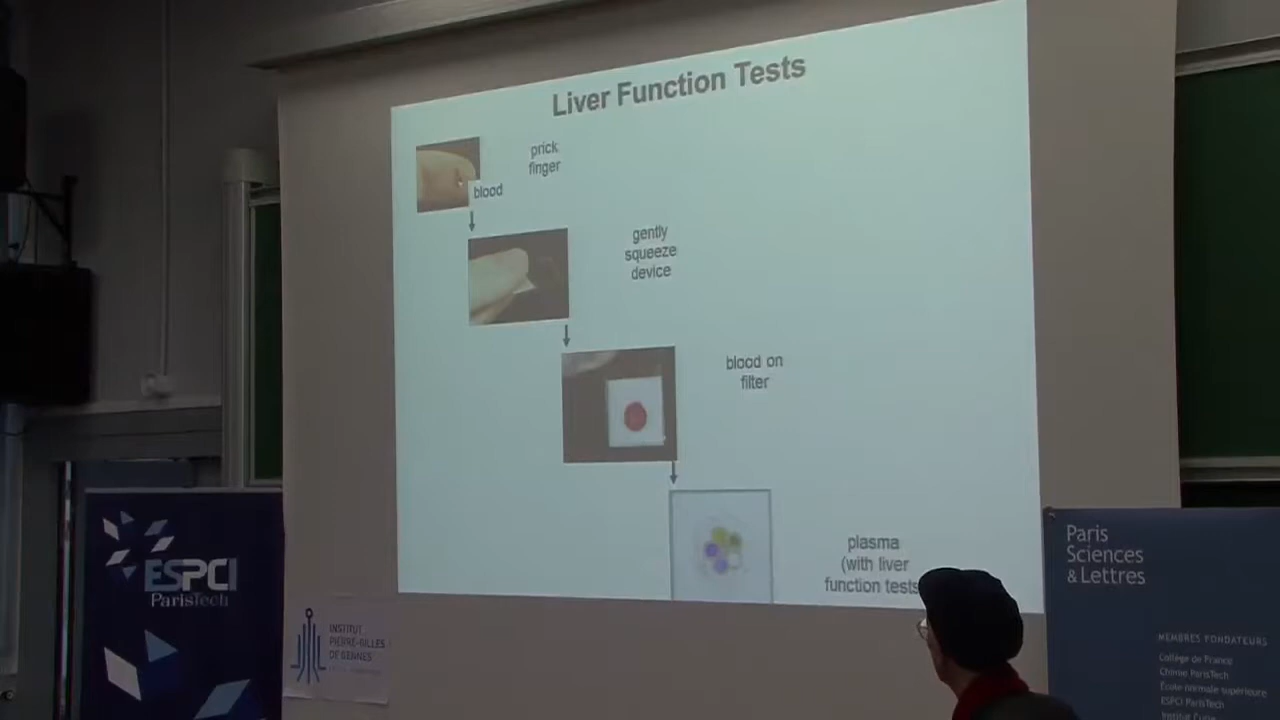 Liver Function Tests
prick
finger
blood
gently
squeeze
device
blood on
filter
plasma
(with liver
function tests
ESPCI
ParisTech
INSTITUT
PIERRE-GILLES
DE GENNES
Paris
Sciences
& Lettres
MEMBRES FONDATEURS
Collège de France
Chimie ParisTech
École normale supérieure
ESPCI ParisTech